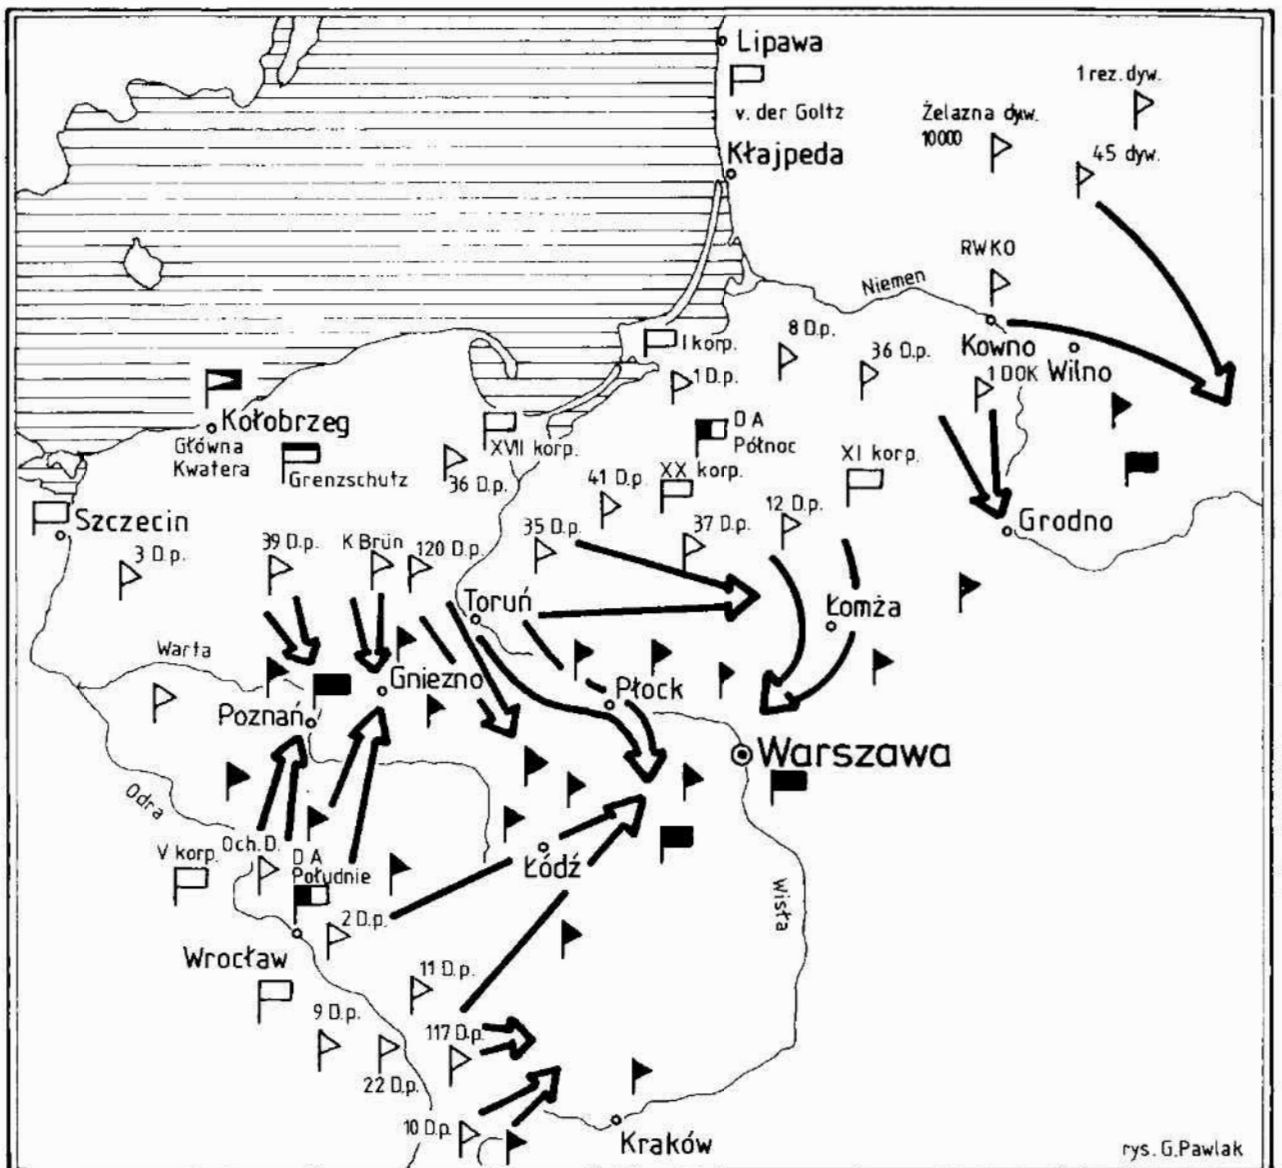 Lipawa
v. der Goltz
1 rez. dyw.
Żelazna dyw.
10000
45 dyw.
Kłajpeda
RWKO
Niemen
I korp.
8 D.p.
36 D.p.
Kowno
Wilno
1 DOK
1 D.p.
Kołobrzeg
Główna
Kwatera
Grenzschutz
XVII korp.
36 D.p.
D A
Północ
XX korp.
XI korp.
41 D.p.
Szczecin
3 D.p.
39 D.p.
K Brün
120 D.p.
35 D.p.
37 D.p.
12 D.p.
Grodno
Toruń
Łomża
Warta
Gniezno
Płock
Poznań
Warszawa
Odra
V korp.
Och. D.
D A
Południe
Łódź
2 D.p.
Wisła
Wrocław
11 D.p.
9 D.p.
117 D.p.
22 D.p.
10 D.p.
Kraków
rys. G.Pawlak